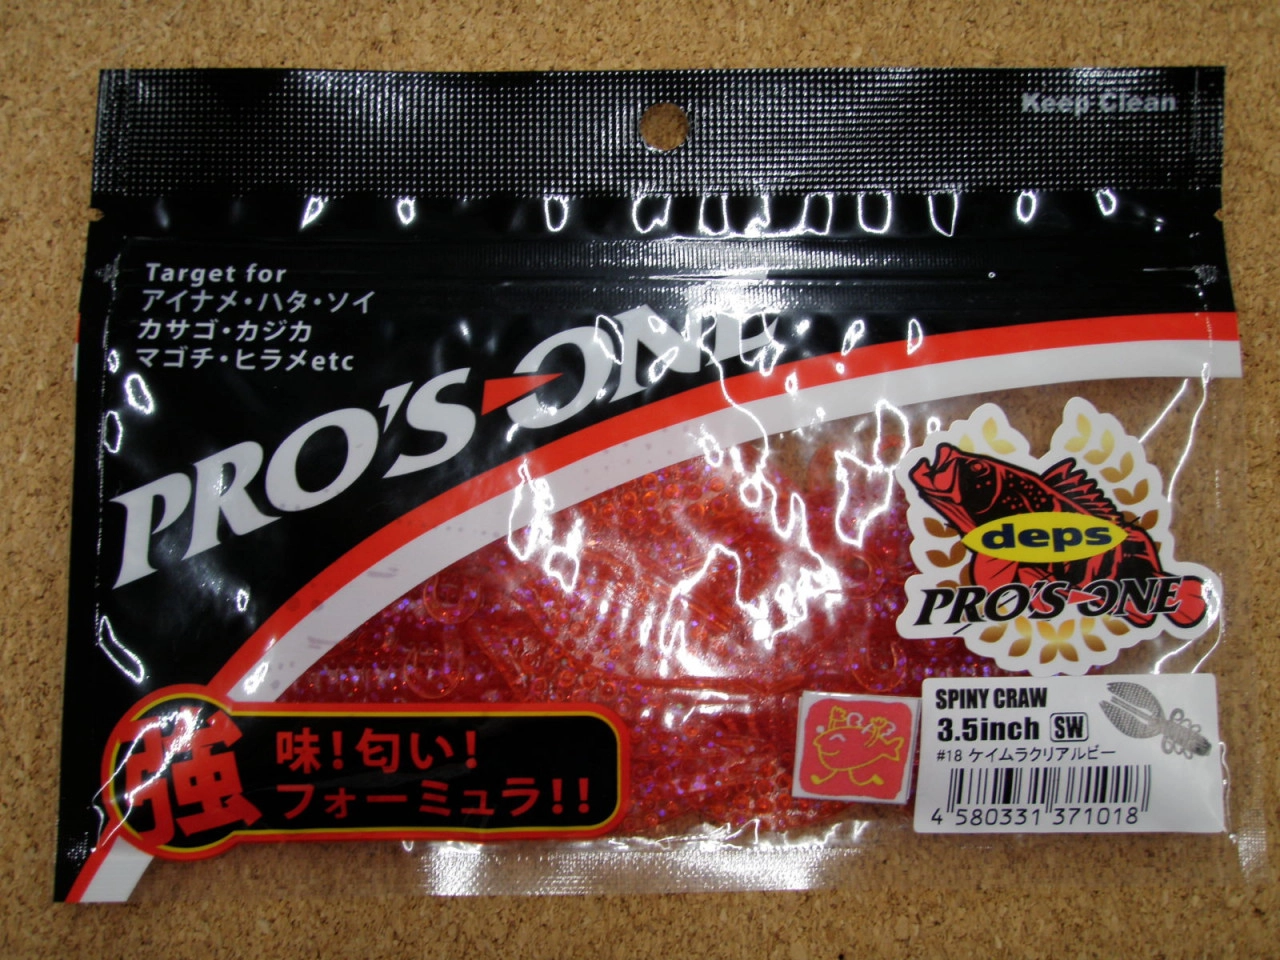 Keep Clean
Target for
アイナメ・ハタ・ソイ
カサゴ・カジカ
マゴチ・ヒラメetc
PRO'S ONE
deps
PRO'S ONE
強
味！匂い！
フォーミュラ！！
SPINY CRAW
3.5inch SW
#18 ケイムラクリアルビー
4 580331 371018